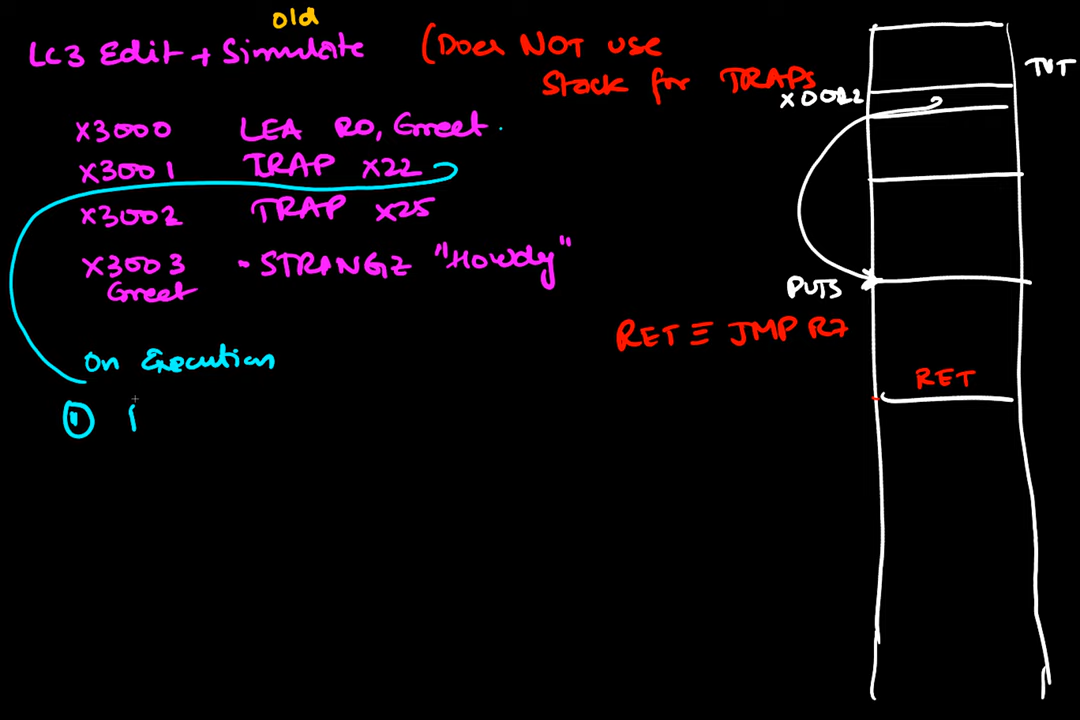 old
LC3 Edit + Simulate
(Does NOT use
Stack for TRAPs
x3000 LEA R0, Greet
x3001 TRAP x22
x3002 TRAP x25
x3003 .STRANGZ "Howdy"
Greet
On Execution
①
TVT
x0022
PUTS
RET ≡ JMP R7
RET